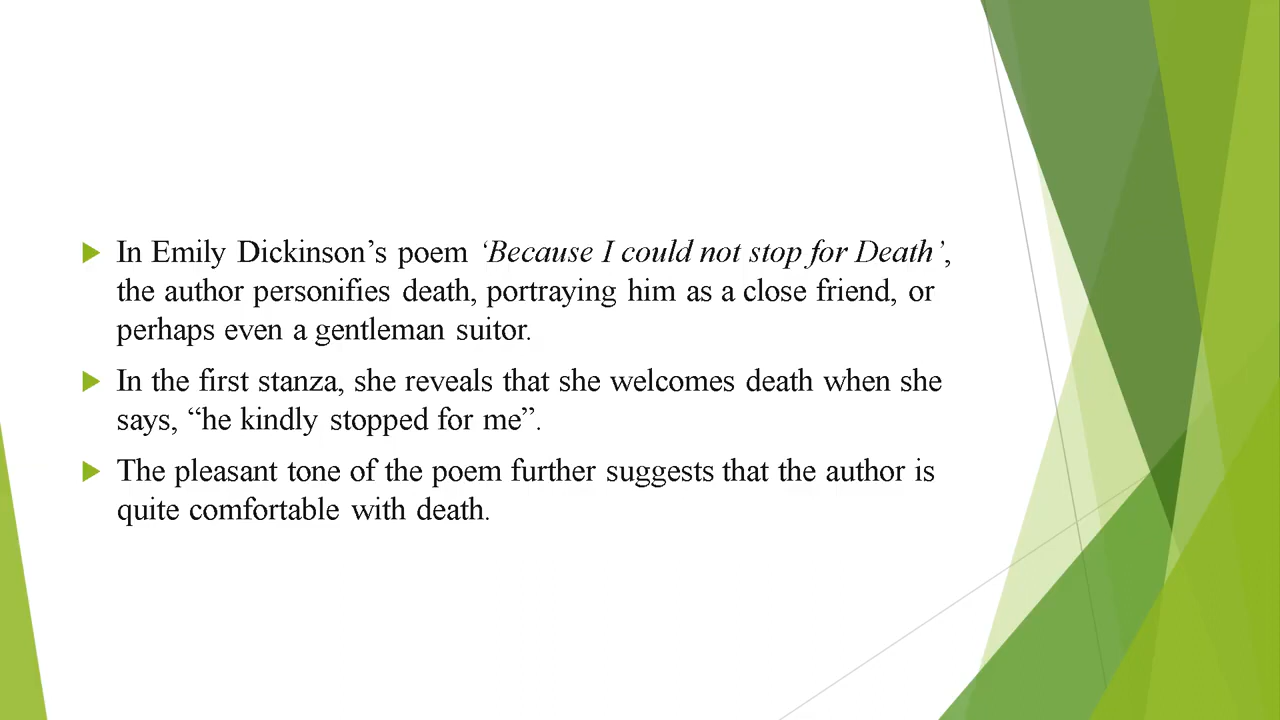 In Emily Dickinson’s poem ‘Because I could not stop for Death’,
the author personifies death, portraying him as a close friend, or
perhaps even a gentleman suitor.
In the first stanza, she reveals that she welcomes death when she
says, “he kindly stopped for me”.
The pleasant tone of the poem further suggests that the author is
quite comfortable with death.